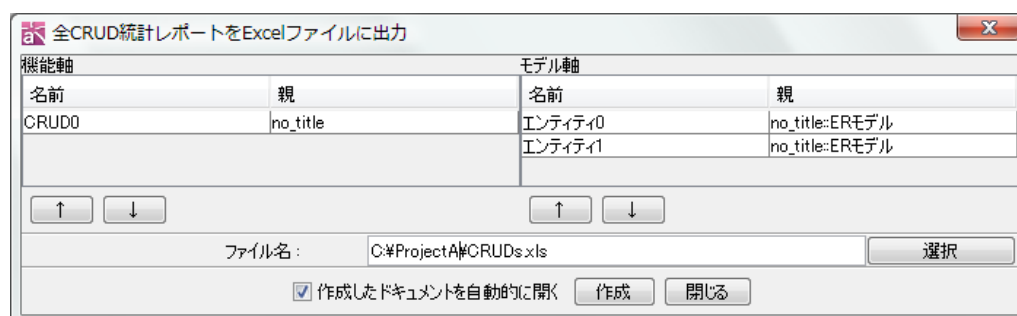 全CRUD統計レポートをExcelファイルに出力
機能軸 モデル軸
名前 親 名前 親
CRUD0 no_title エンティティ0 no_title::ERモデル
エンティティ1 no_title::ERモデル
↑ ↓ ↑ ↓
ファイル名： C:¥ProjectA¥CRUDs.xls 選択
作成したドキュメントを自動的に開く 作成 閉じる